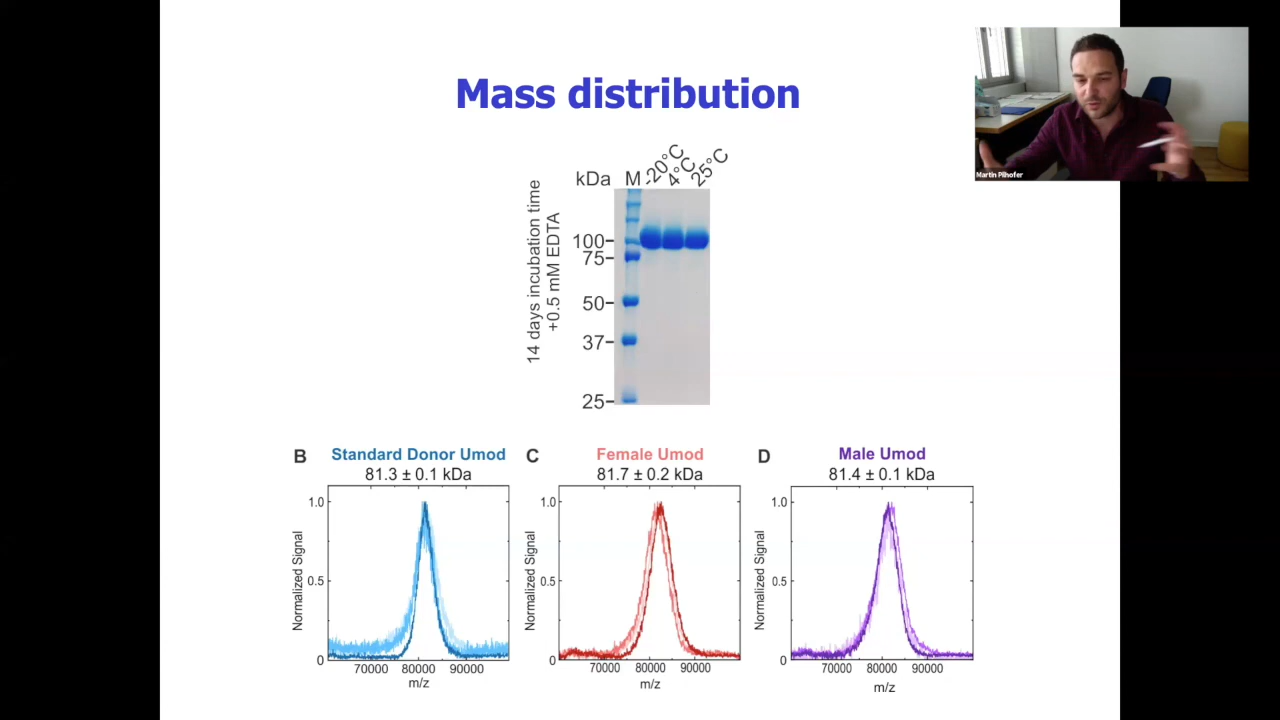 Mass distribution
Martin Pilhofer
14 days incubation time
+0.5 mM EDTA
kDa M -20°C 4°C 25°C
100
75
50
37
25
B Standard Donor Umod
81.3 ± 0.1 kDa
Normalized Signal
1.0
0.5
0
70000 80000 90000
m/z
C Female Umod
81.7 ± 0.2 kDa
Normalized Signal
1.0
0.5
0
70000 80000 90000
m/z
D Male Umod
81.4 ± 0.1 kDa
Normalized Signal
1.0
0.5
0
70000 80000 90000
m/z